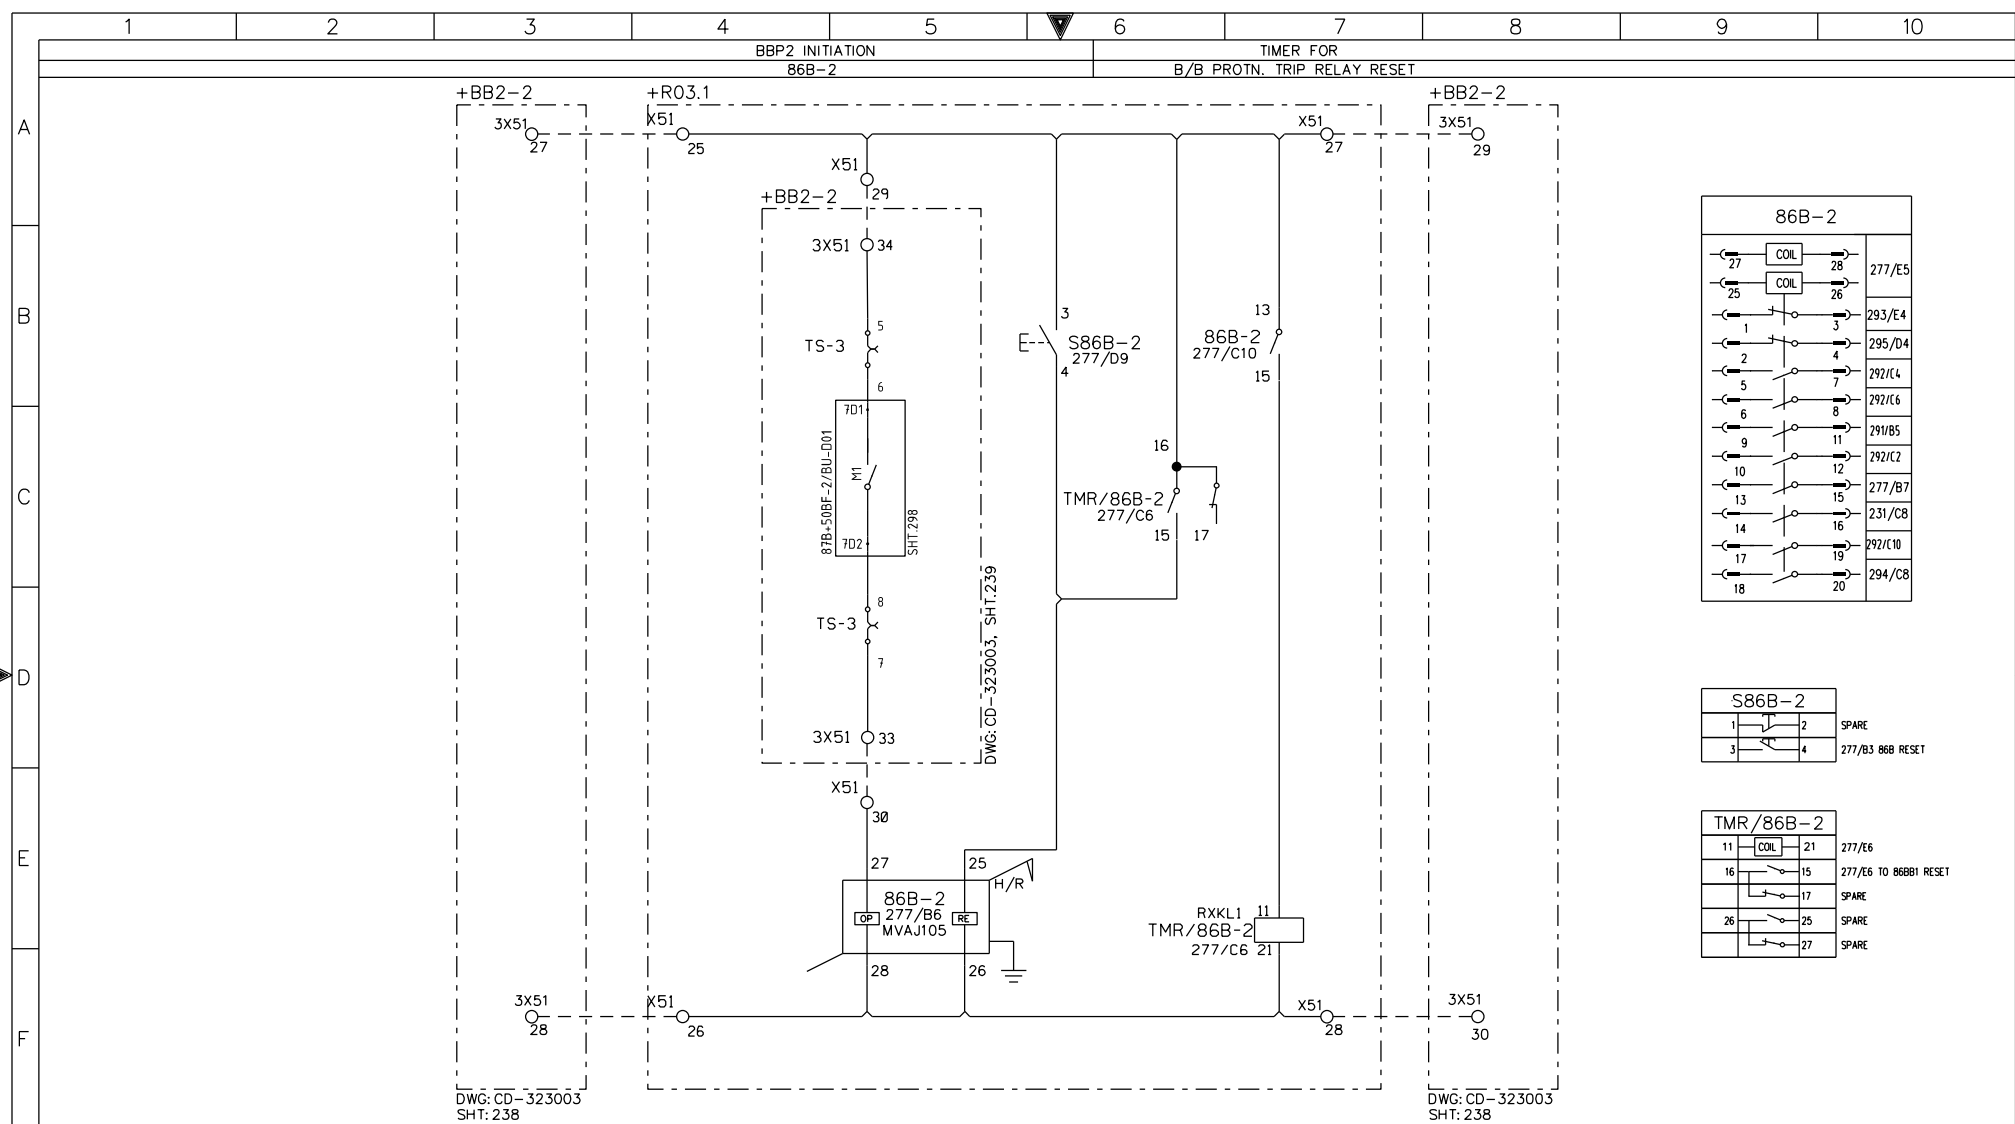 1 2 3 4 5 6 7 8 9 10
BBP2 INITIATION TIMER FOR
86B-2 B/B PROTN. TRIP RELAY RESET
A
B
C
D
E
F
+BB2-2
3X51
27
3X51
28
DWG: CD-323003
SHT: 238
+R03.1
X51
25
X51
29
+BB2-2
3X51 34
5
TS-3
6
7D1
M1
87B+50BF-2/BU-D01
SHT.298
7D2
8
TS-3
7
3X51 33
DWG: CD-323003, SHT.239
X51
30
27 25
H/R
86B-2
OP 277/B6 RE
MVAJ105
28 26
X51
26
3
S86B-2
277/D9
4
16
TMR/86B-2
277/C6
15 17
13
86B-2
277/C10
15
RXKL1 11
TMR/86B-2
277/C6 21
X51
27
X51
28
+BB2-2
3X51
29
3X51
30
DWG: CD-323003
SHT: 238
86B-2
27 COIL 28
277/E5
25 COIL 26
1 3 293/E4
2 4 295/D4
5 7 292/C4
6 8 292/C6
9 11 291/B5
10 12 292/C2
13 15 277/B7
14 16 231/C8
17 19 292/C10
18 20 294/C8
S86B-2
1 2 SPARE
3 4 277/B3 86B RESET
TMR/86B-2
11 COIL 21 277/E6
16 15 277/E6 TO 86BB1 RESET
17 SPARE
26 25 SPARE
27 SPARE